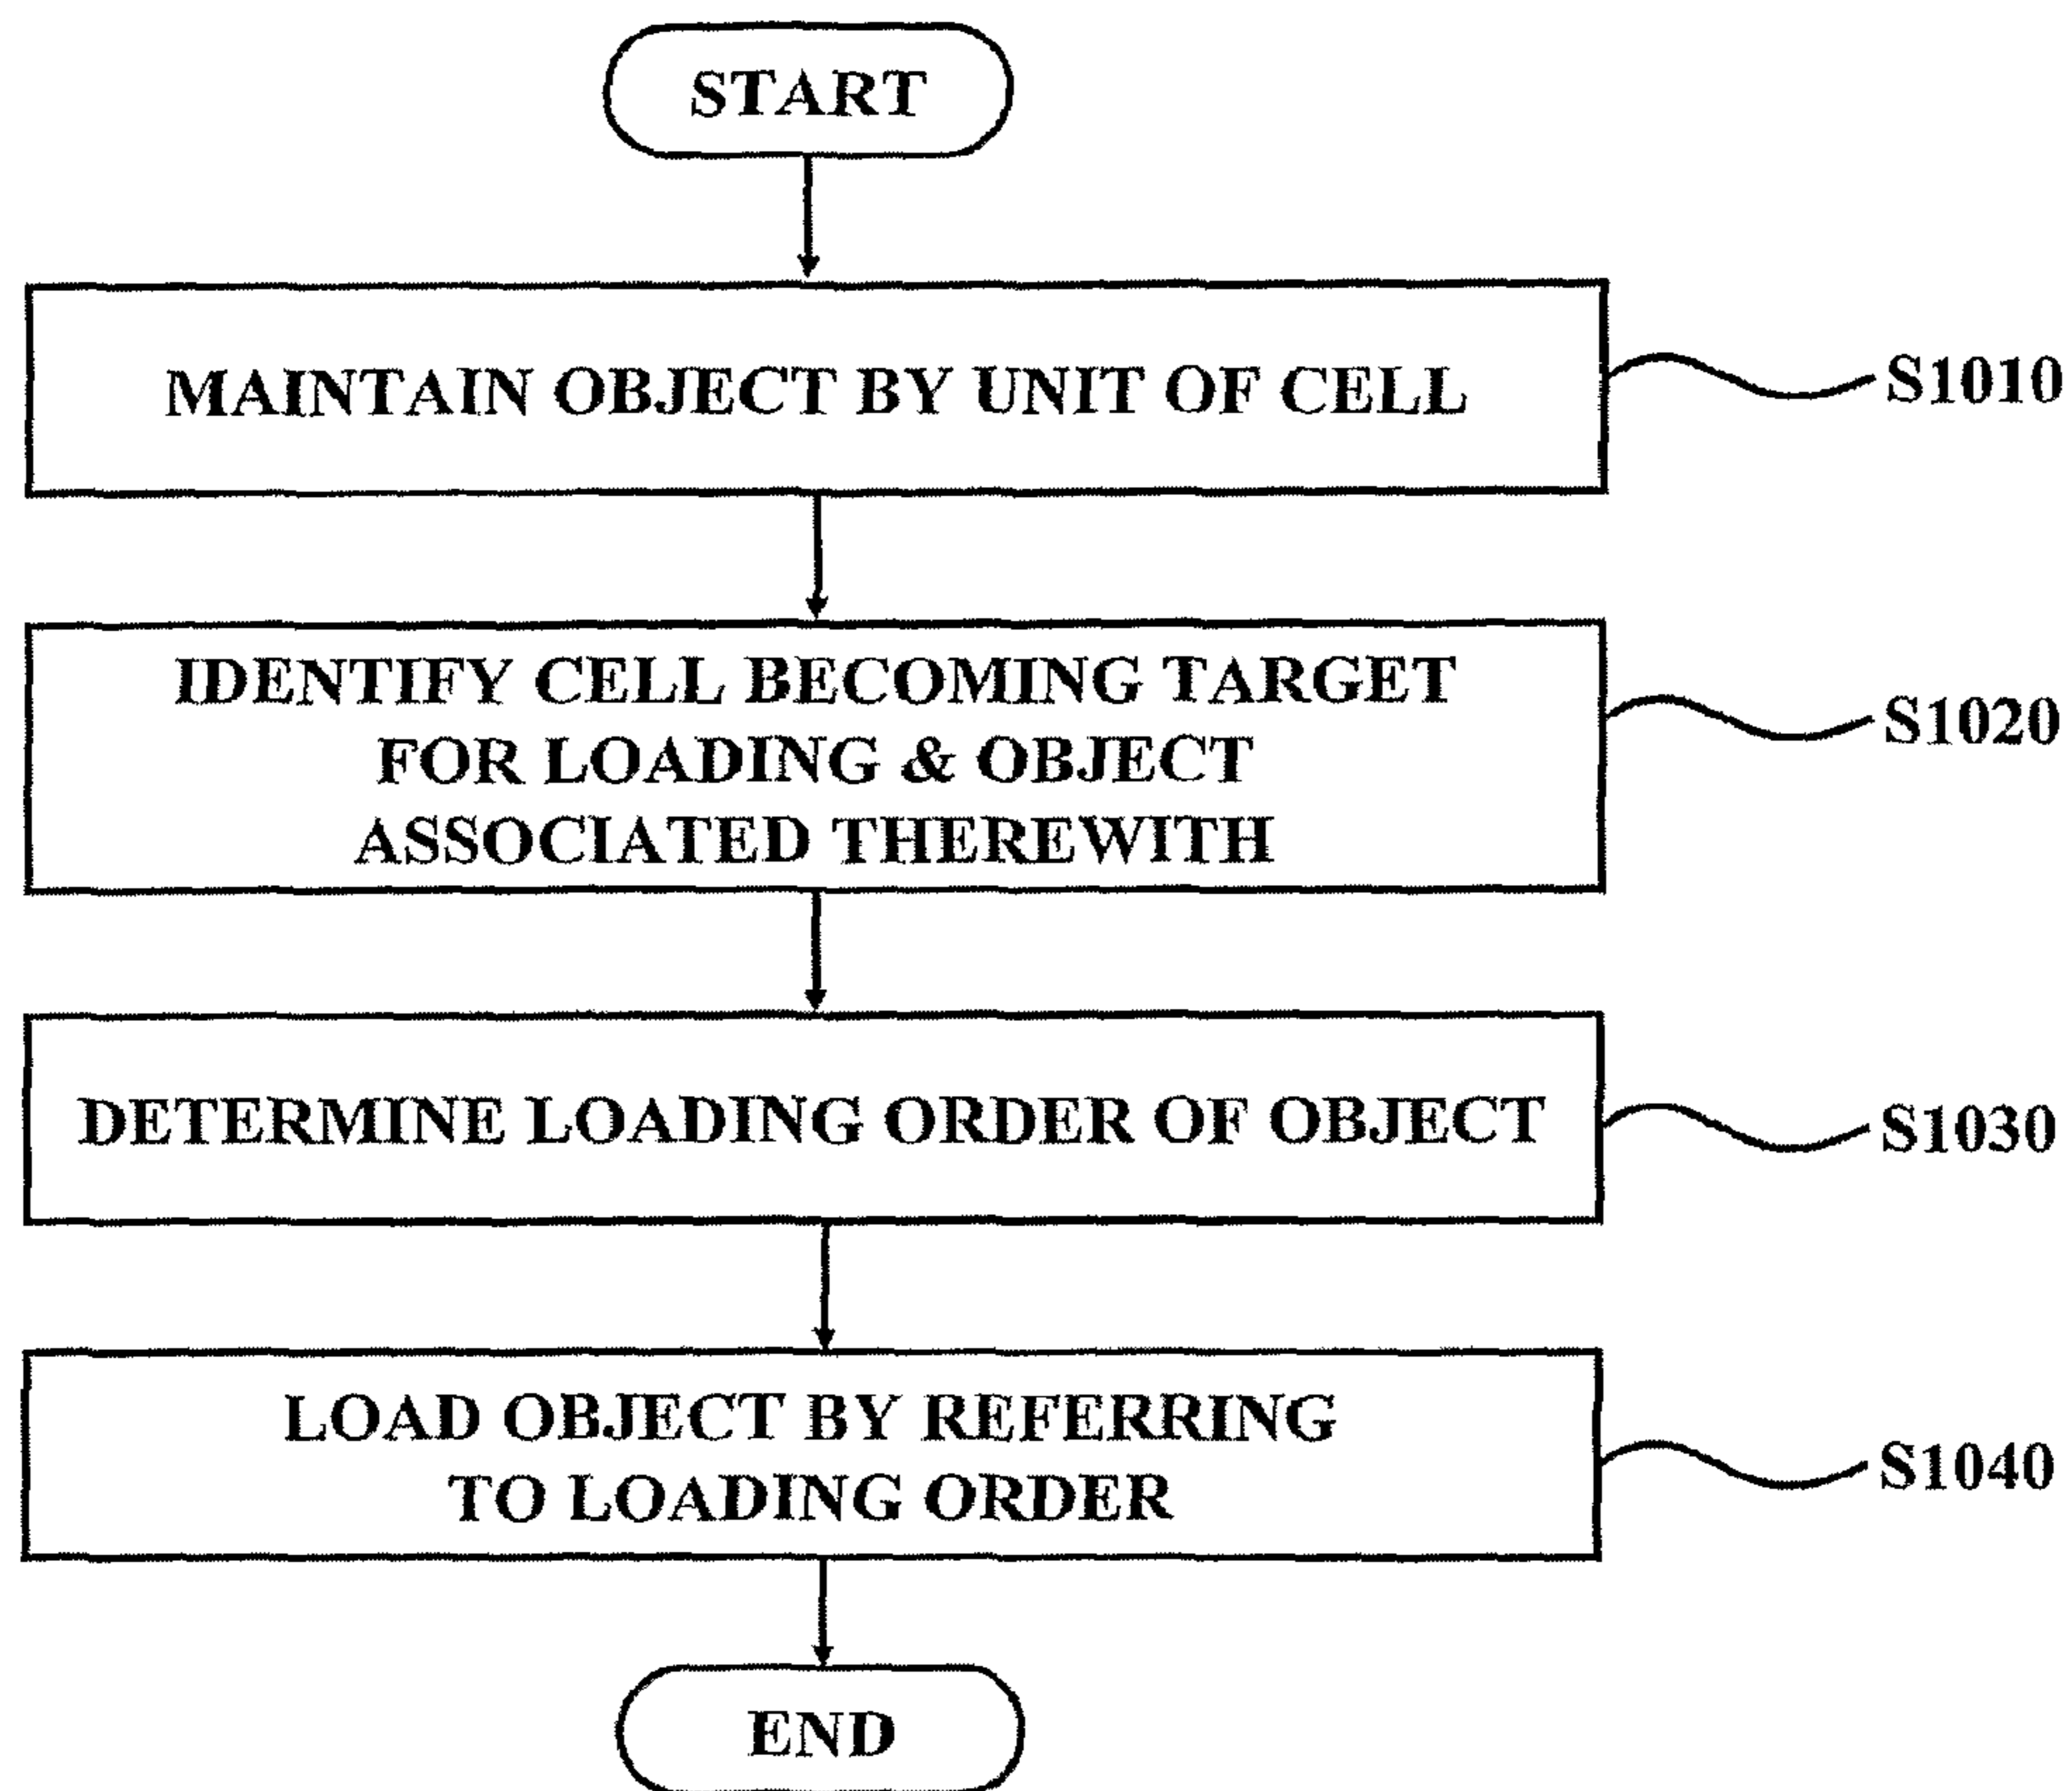 START
MAINTAIN OBJECT BY UNIT OF CELL
S1010
IDENTIFY CELL BECOMING TARGET
FOR LOADING & OBJECT
ASSOCIATED THEREWITH
S1020
DETERMINE LOADING ORDER OF OBJECT
S1030
LOAD OBJECT BY REFERRING
TO LOADING ORDER
S1040
END